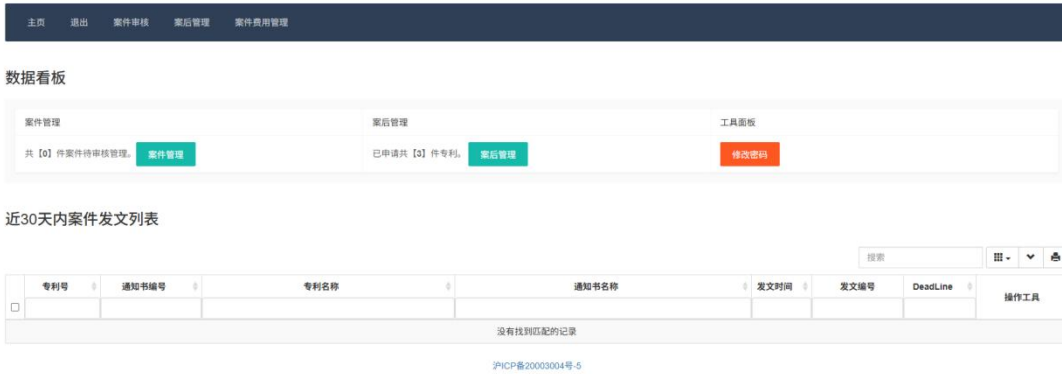 主页 退出 案件审核 案后管理 案件费用管理
数据看板
案件管理 案后管理 工具面板
共【0】件案件待审核管理。 案件管理 已申请共【3】件专利。 案后管理 修改密码
近30天内案件发文列表
搜索
专利号 通知书编号 专利名称 通知书名称 发文时间 发文编号 DeadLine 操作工具
没有找到匹配的记录
沪ICP备20003004号-5